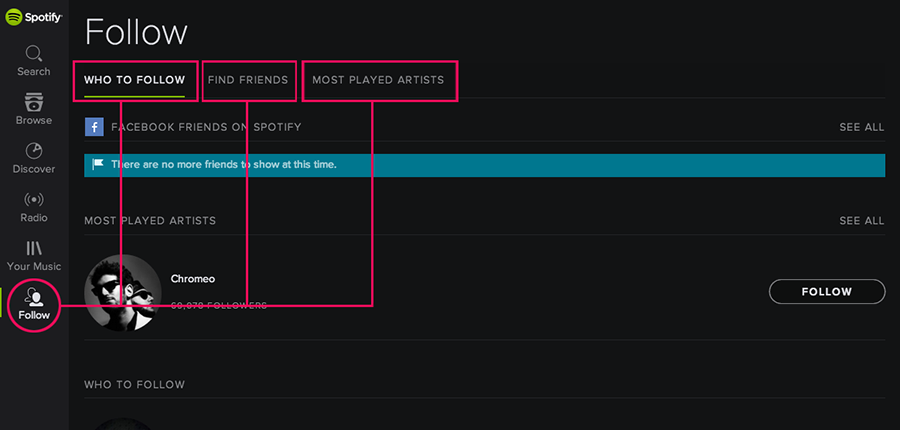 Spotify
Search
Browse
Discover
Radio
Your Music
Follow
Follow
WHO TO FOLLOW
FIND FRIENDS
MOST PLAYED ARTISTS
FACEBOOK FRIENDS ON SPOTIFY
SEE ALL
There are no more friends to show at this time.
MOST PLAYED ARTISTS
SEE ALL
Chromeo
FOLLOWERS
FOLLOW
WHO TO FOLLOW